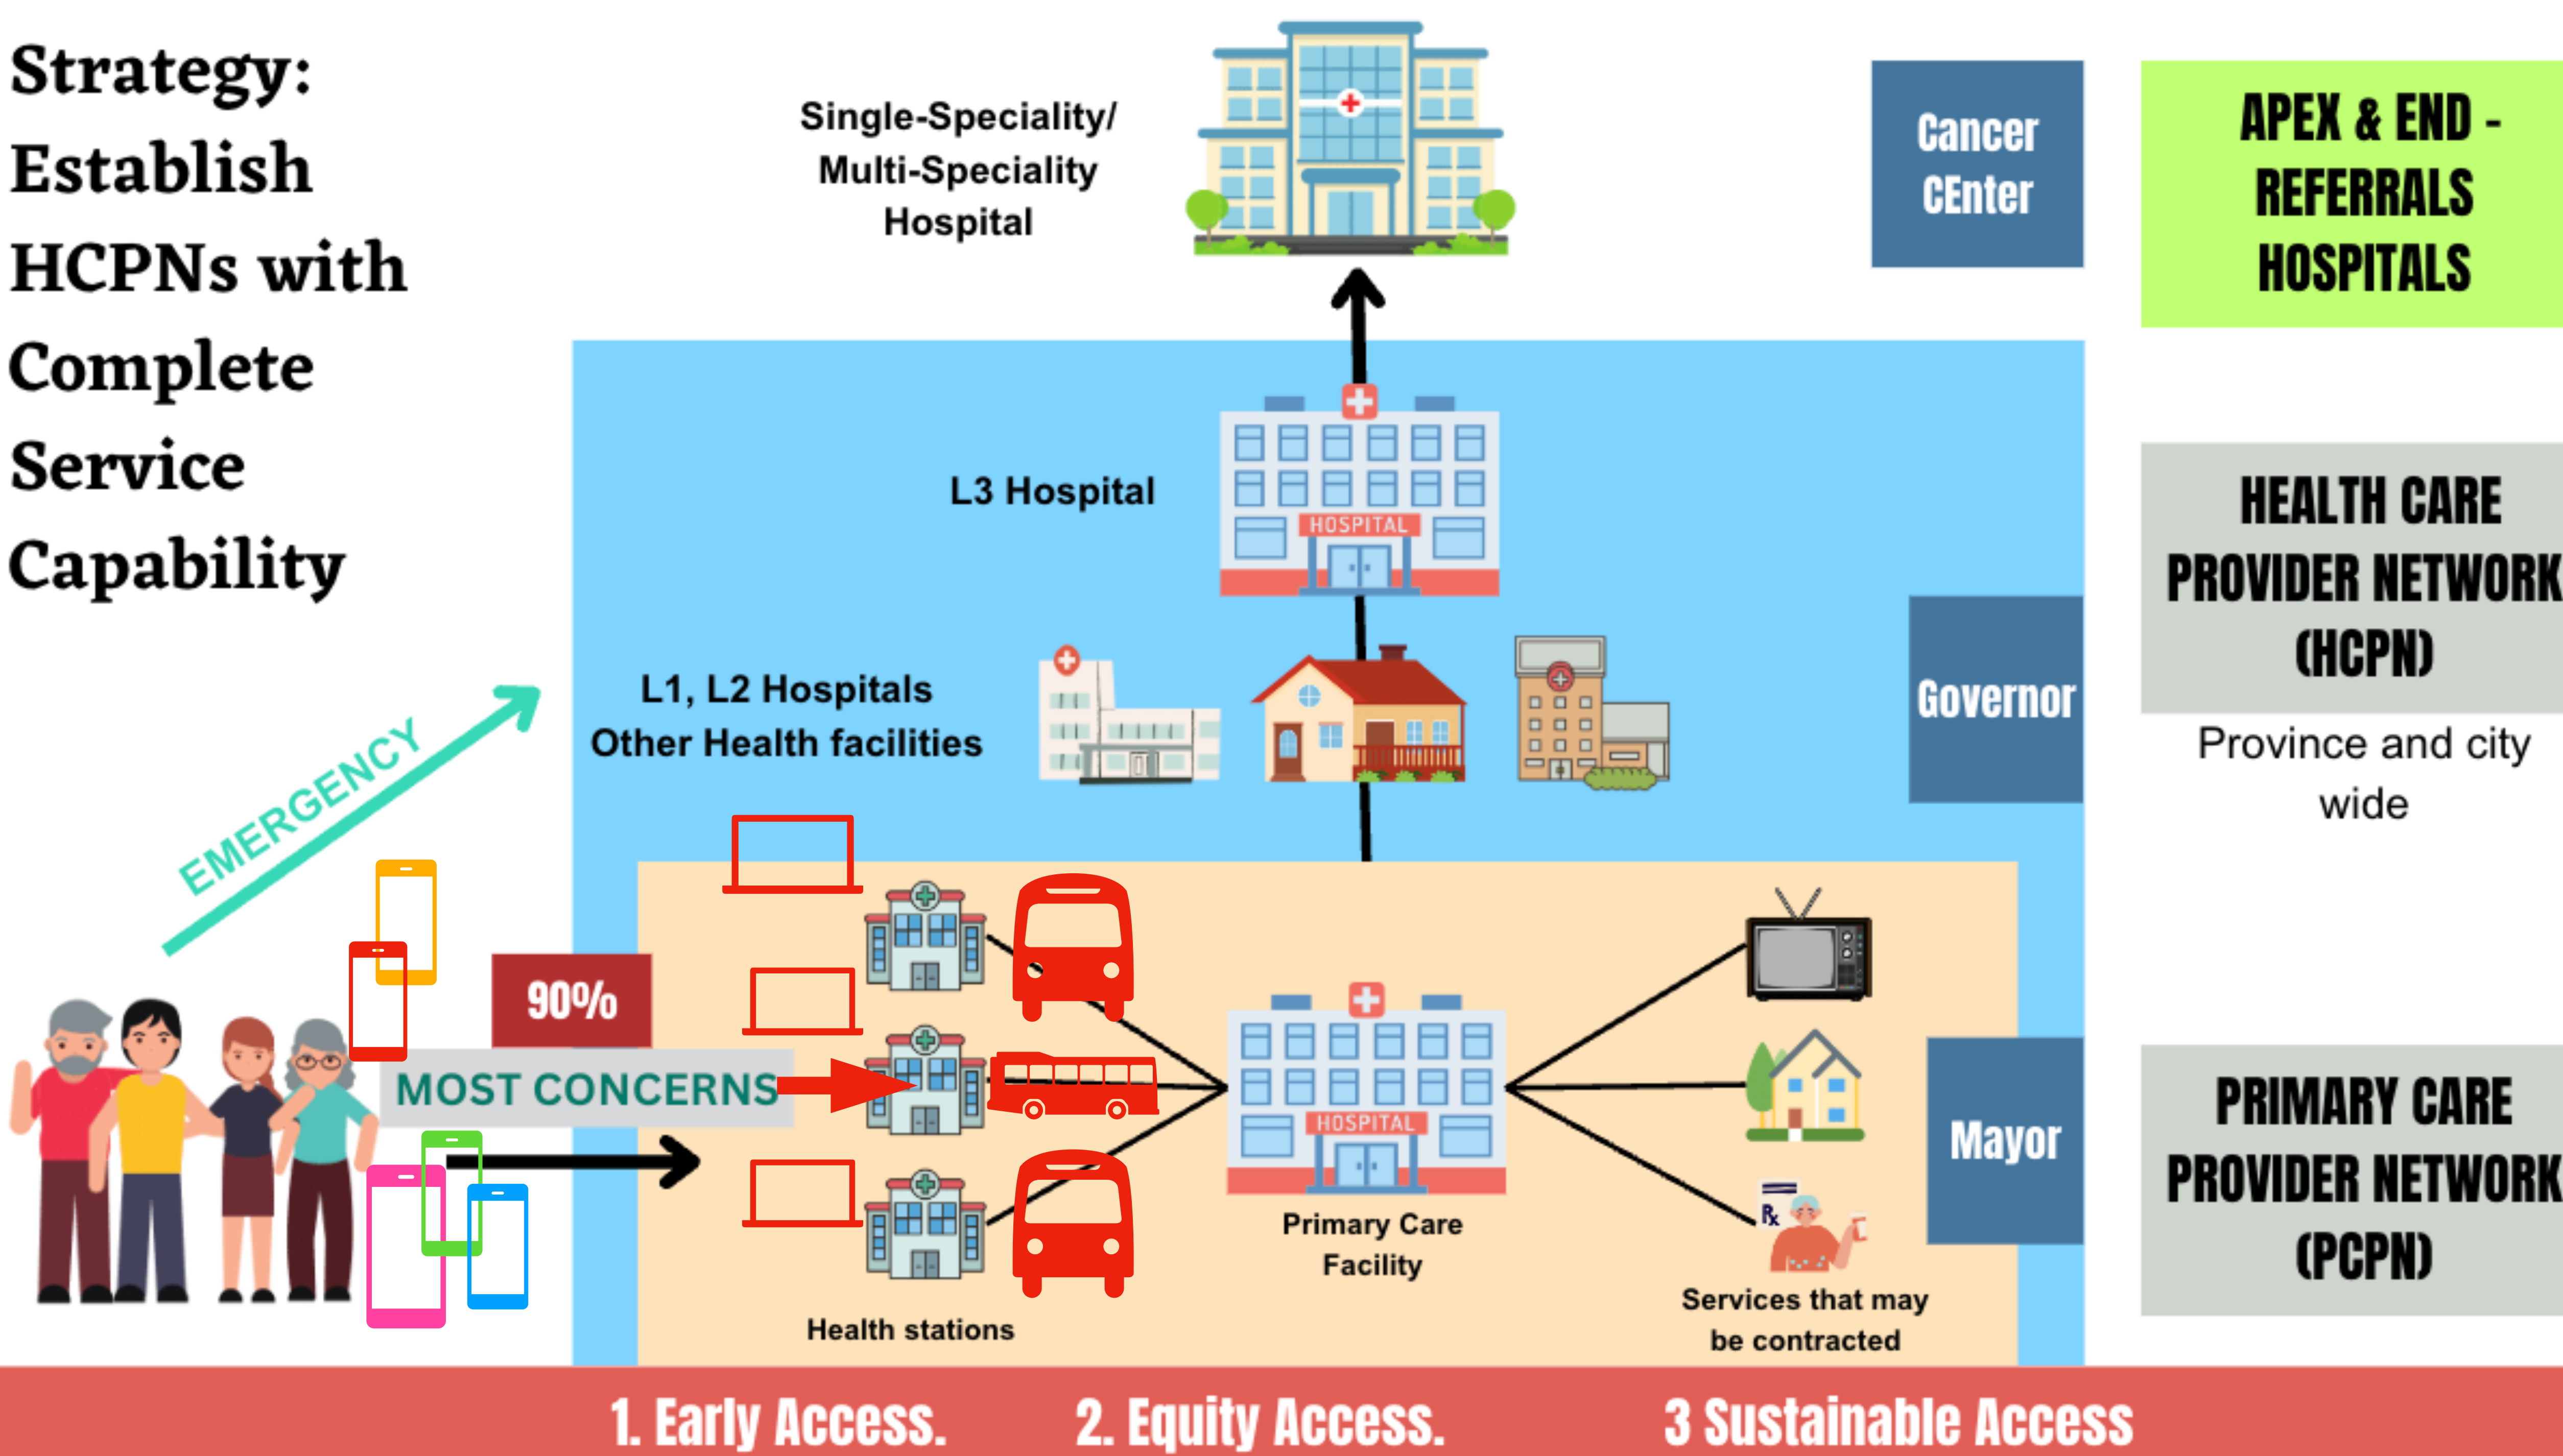 Strategy:
Establish
HCPNs with
Complete
Service
Capability
Single-Speciality/
Multi-Speciality
Hospital
Cancer
CEnter
APEX & END -
REFERRALS
HOSPITALS
L3 Hospital
HOSPITAL
HEALTH CARE
PROVIDER NETWORK
(HCPN)
Province and city
wide
L1, L2 Hospitals
Other Health facilities
Governor
EMERGENCY
90%
MOST CONCERNS
HOSPITAL
Primary Care
Facility
Health stations
Rx
Services that may
be contracted
Mayor
PRIMARY CARE
PROVIDER NETWORK
(PCPN)
1. Early Access.
2. Equity Access.
3 Sustainable Access